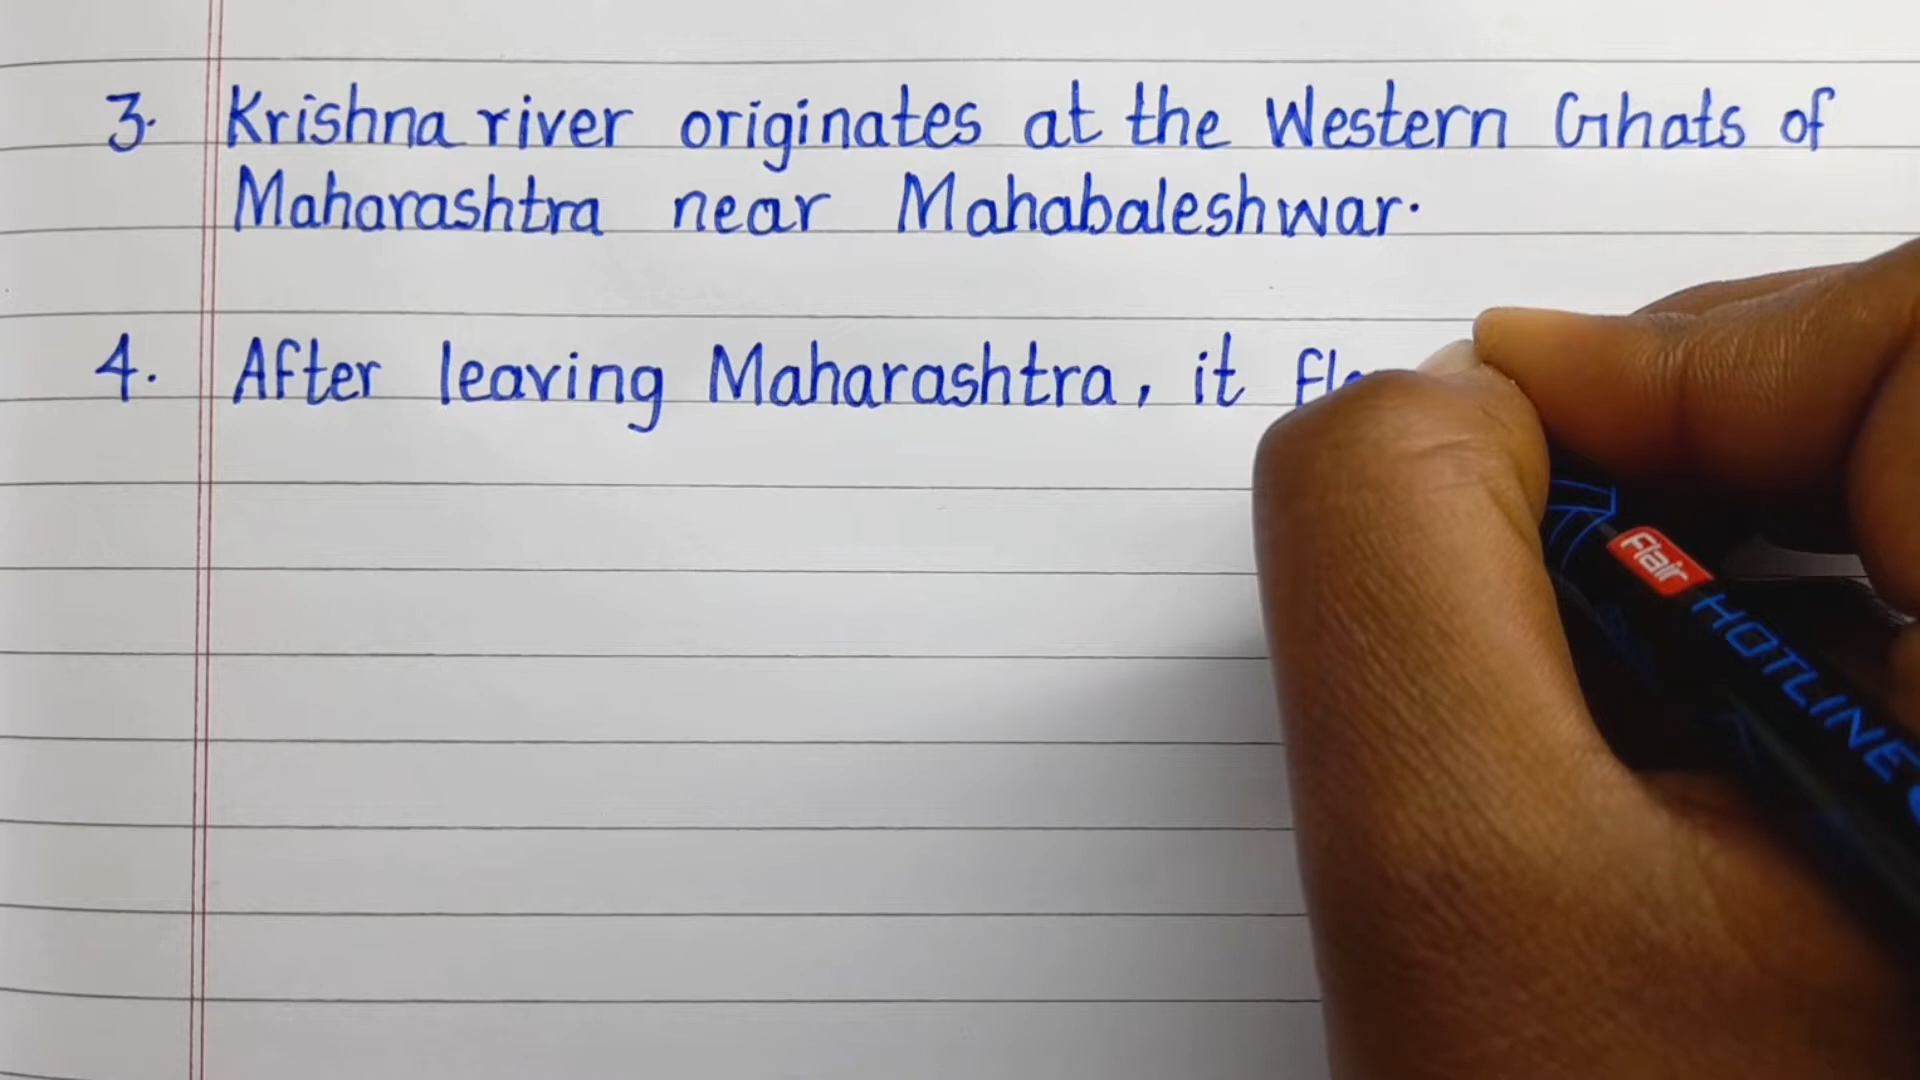 3. Krishna river originates at the Western Ghats of
Maharashtra near Mahabaleshwar.
4. After leaving Maharashtra, it
Flair
HOTLINE